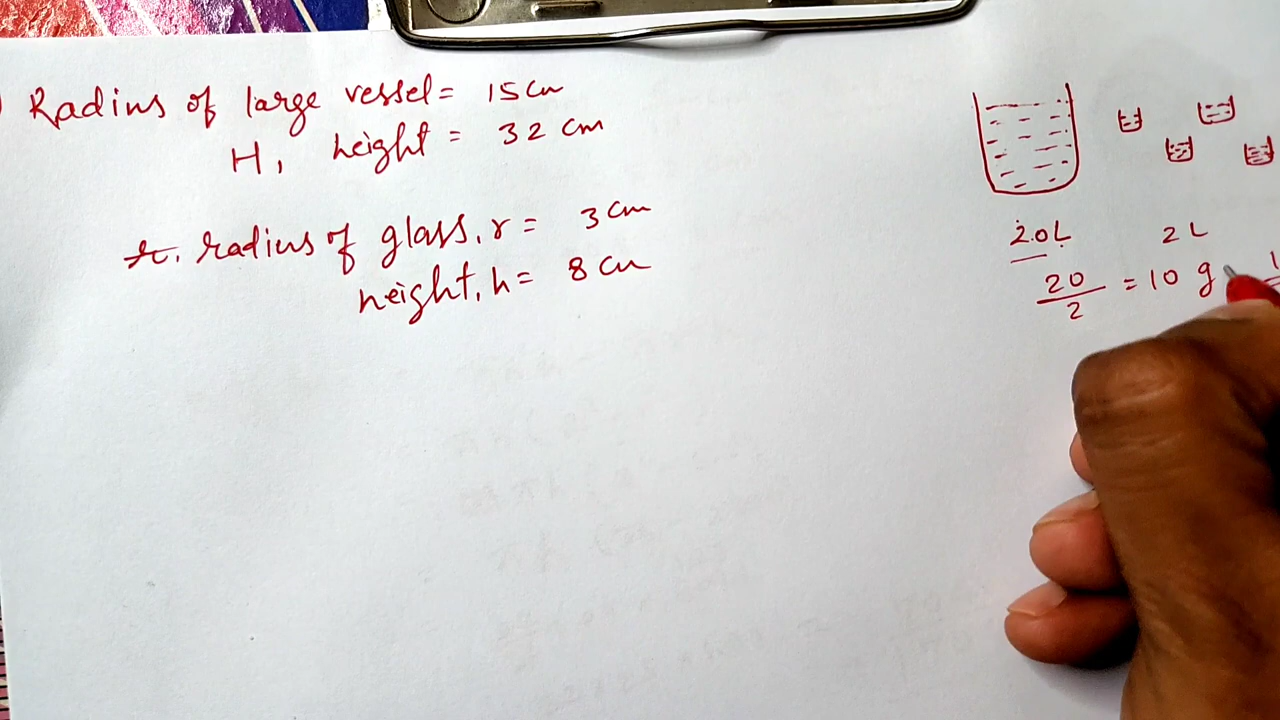 Radius of large vessel = 15 cm
H, height = 32 cm
r. radius of glass, r = 3 cm
height, h = 8 cm
20L 2 L
20/2 = 10 g